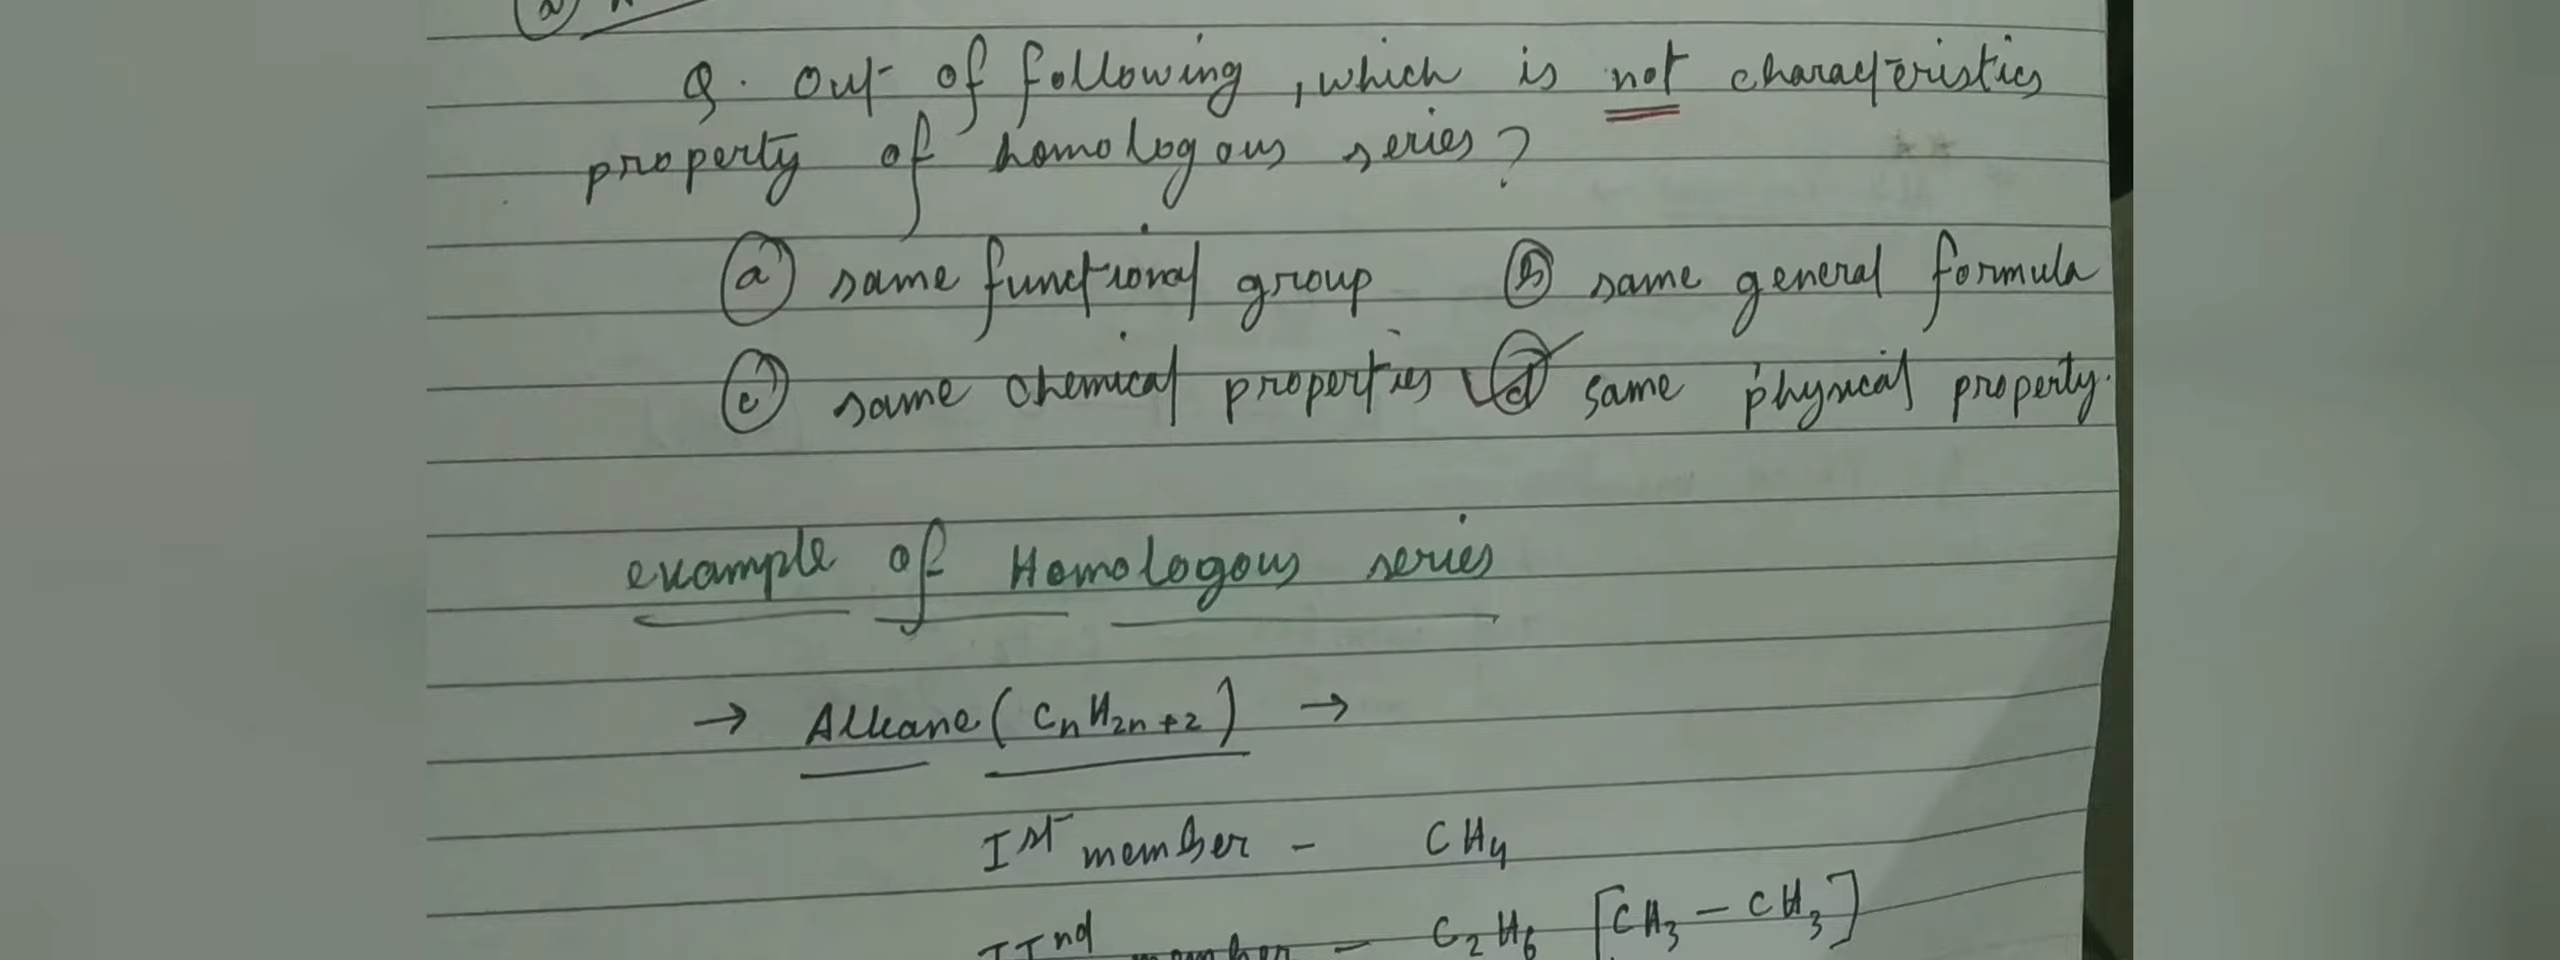 (a)
Q. Out of following, which is not characteristics
property of homologous series?
(a) same functional group (b) same general formula
(c) same chemical properties (d) same physical property.
example of Homologous series
→ Alkane (CnH2n+2) →
Ist member - CH4
IInd member - C2H6 [CH3 - CH3]